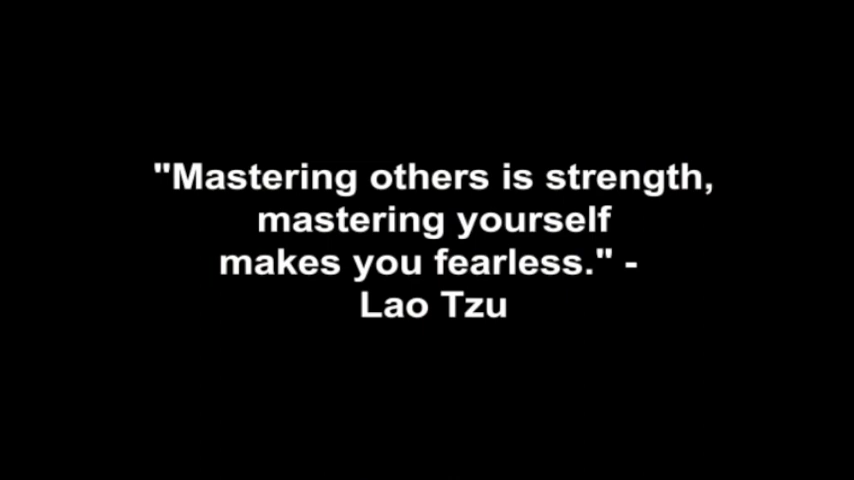 "Mastering others is strength,
mastering yourself
makes you fearless." -
Lao Tzu